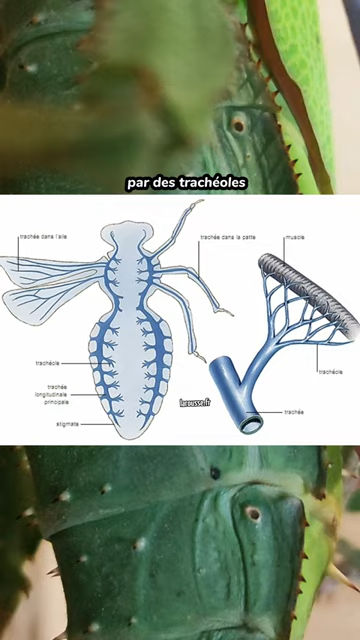 par des trachéoles
trachée dans l'aile
trachée dans la patte
muscle
trachéole
trachée
longitudinale
principale
stigmate
larousse.fr
trachéole
trachée